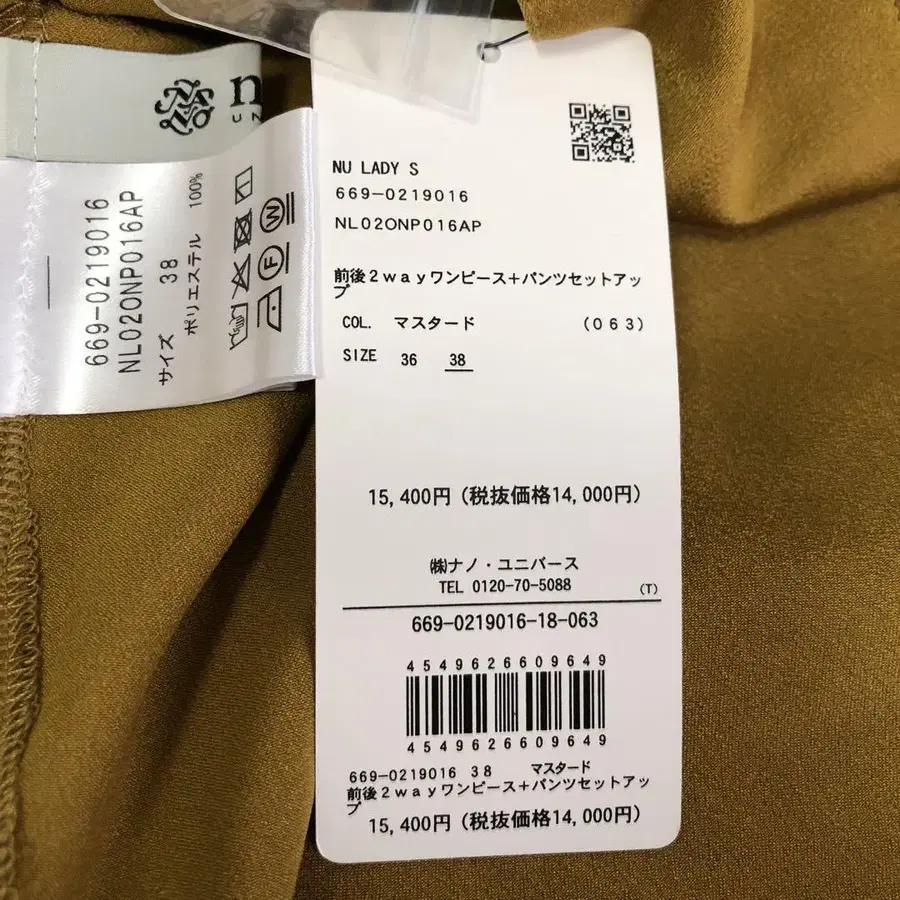 n
669-0219016
NL02ONP016AP
サイズ 38
ポリエステル 100%
NU LADY S
669-0219016
NL02ONP016AP
前後2wayワンピース+パンツセットアッ
プ
COL. マスタード (063)
SIZE 36 38
15,400円(税抜価格14,000円)
㈱ナノ・ユニバース
TEL 0120-70-5088 (T)
669-0219016-18-063
4549626609649
4549626609649
669-0219016 38 マスタード
前後2wayワンピース+パンツセットアッ
プ
15,400円(税抜価格14,000円)